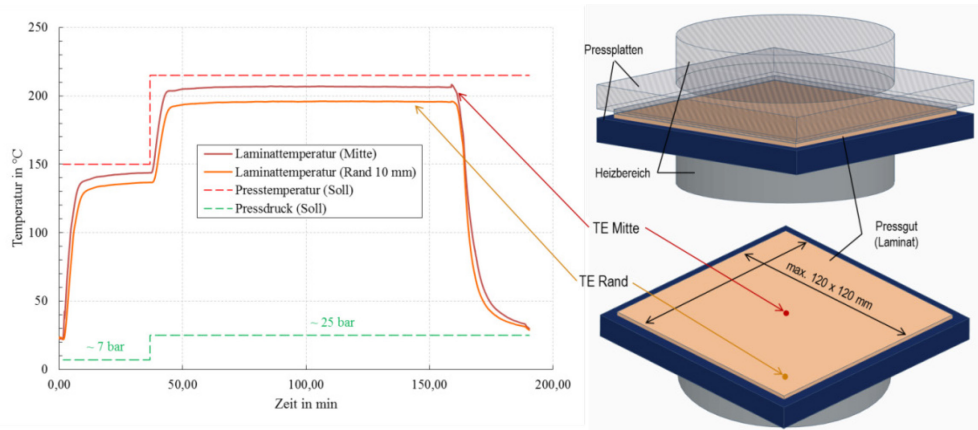 250
200
150
100
50
0
0,00
50,00
100,00
150,00
200,00
Temperatur in °C
Zeit in min
Laminattemperatur (Mitte)
Laminattemperatur (Rand 10 mm)
Presstemperatur (Soll)
Pressdruck (Soll)
~ 7 bar
~ 25 bar
Pressplatten
Heizbereich
Pressgut
(Laminat)
TE Mitte
TE Rand
max. 120 x 120 mm